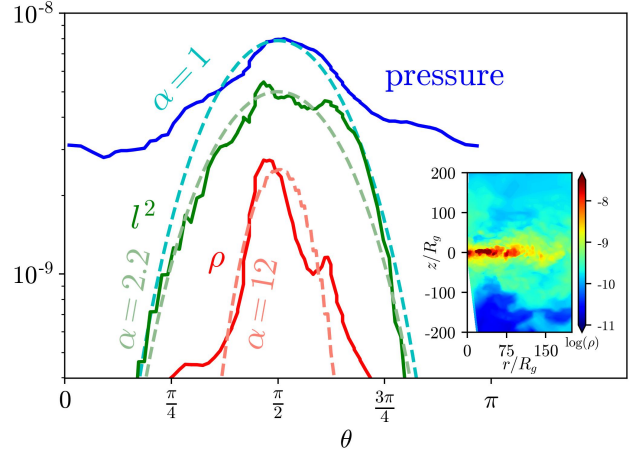 10⁻⁸
10⁻⁹
α = 1
pressure
l²
α = 2.2
ρ
α = 12
0
π/4
π/2
3π/4
π
θ
200
100
0
-100
-200
z/R_g
0
75
150
r/R_g
-8
-9
-10
-11
log(ρ)